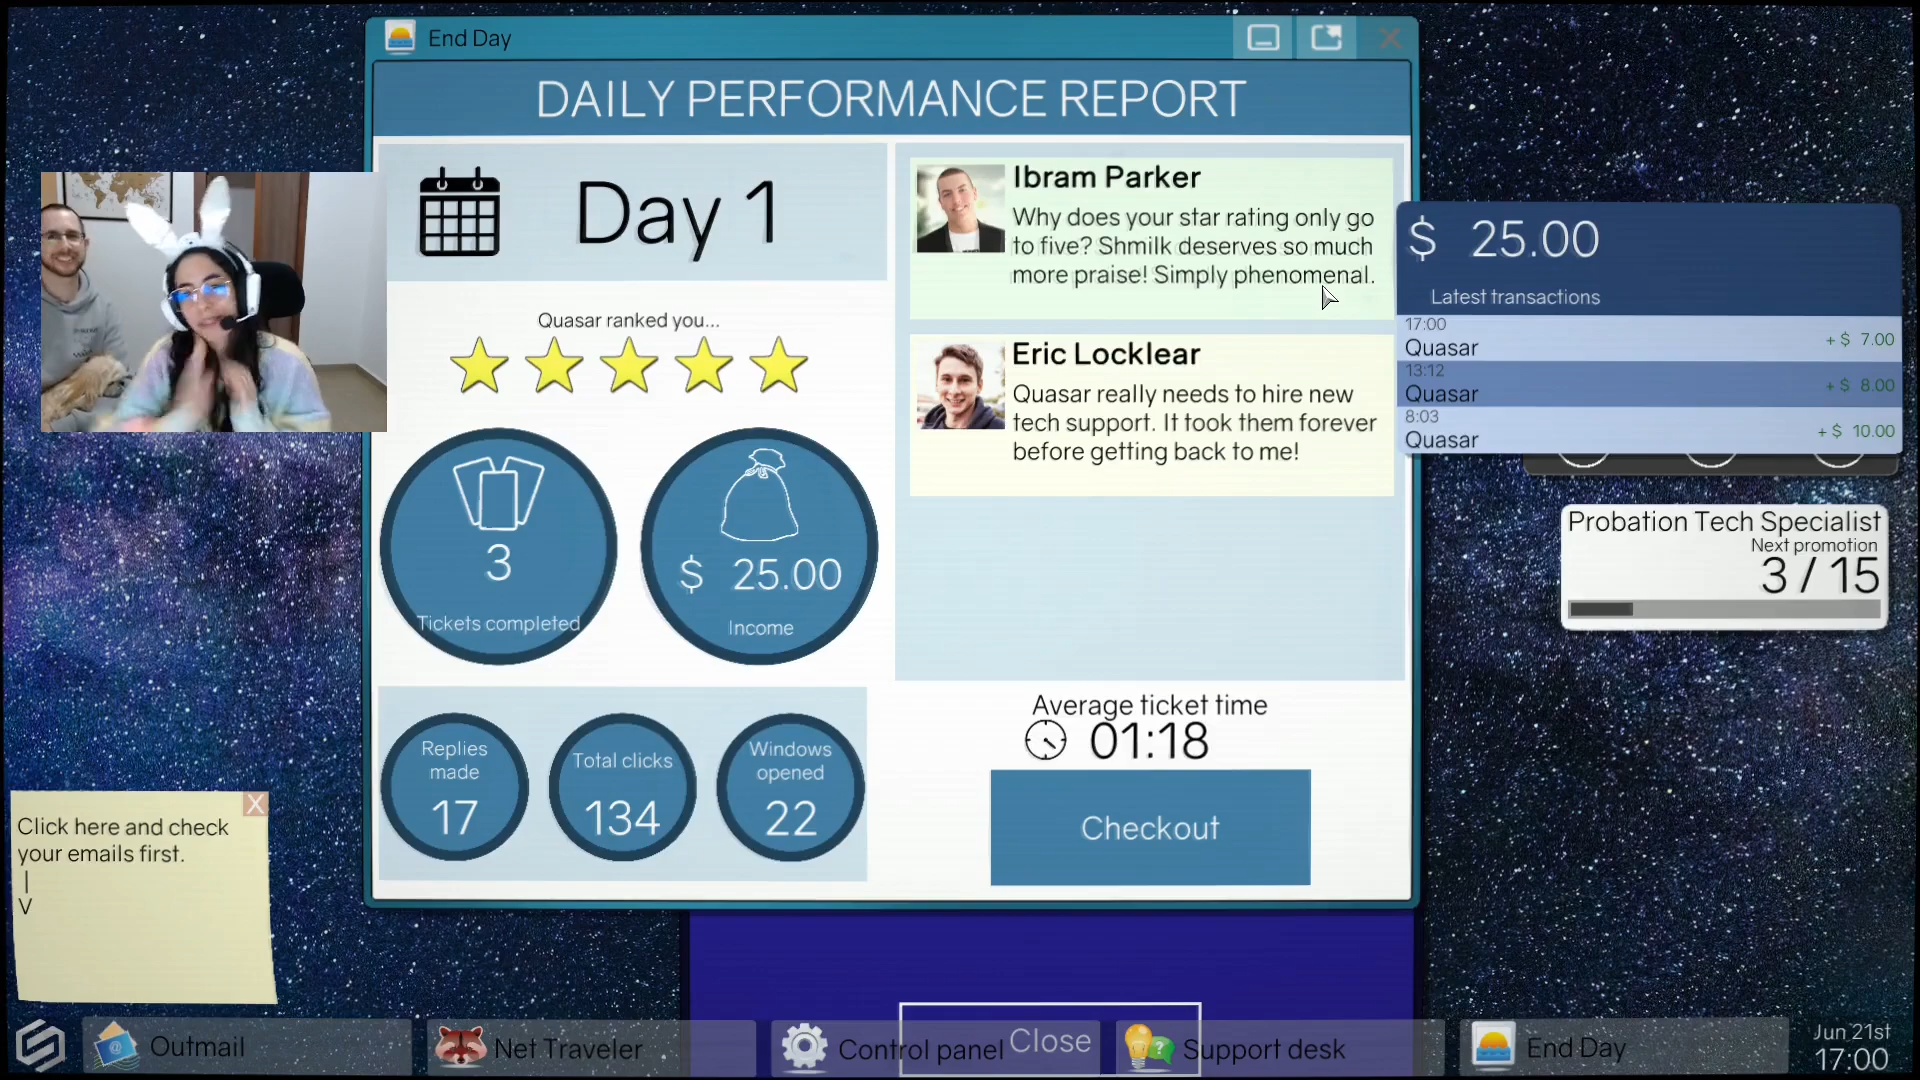 End Day
DAILY PERFORMANCE REPORT
Day 1
Quasar ranked you...
3
Tickets completed
$ 25.00
Income
Replies
made
17
Total clicks
134
Windows
opened
22
Ibram Parker
Why does your star rating only go
to five? Shmilk deserves so much
more praise! Simply phenomenal.
Eric Locklear
Quasar really needs to hire new
tech support. It took them forever
before getting back to me!
Average ticket time
01:18
Checkout
$ 25.00
Latest transactions
17:00
Quasar + $ 7.00
13:12
Quasar + $ 8.00
8:03
Quasar + $ 10.00
Probation Tech Specialist
Next promotion
3 / 15
X
Click here and check
your emails first.
|
V
Close
Outmail
Net Traveler
Control panel
Support desk
End Day
Jun 21st
17:00